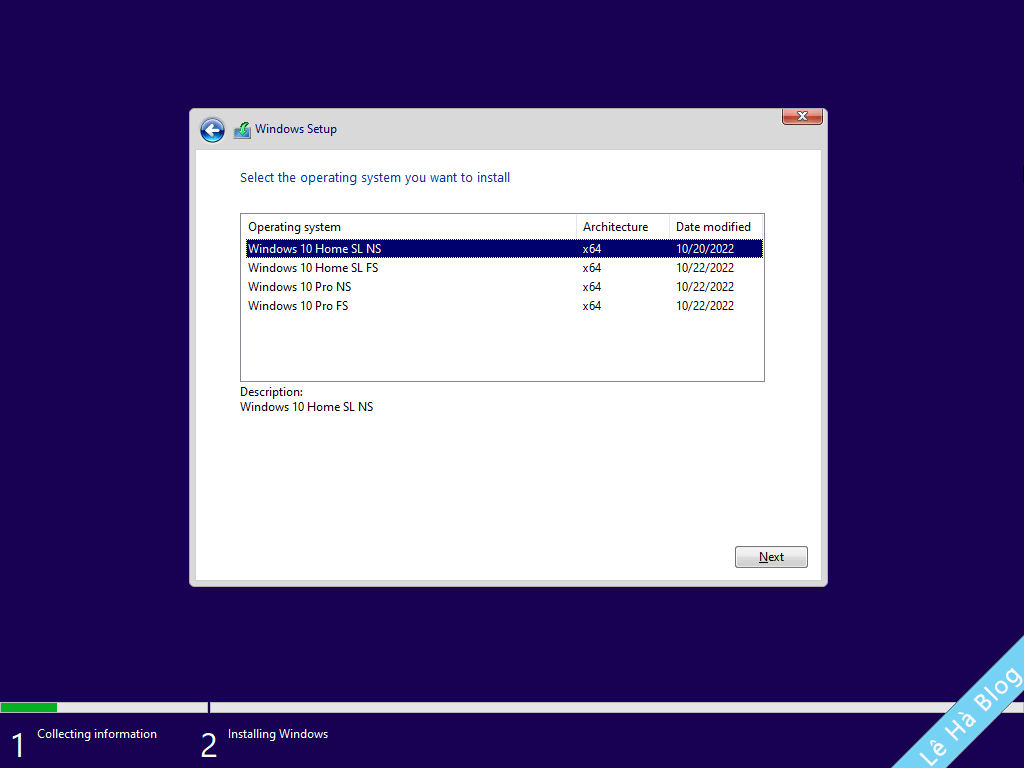 Windows Setup
Select the operating system you want to install
Operating system Architecture Date modified
Windows 10 Home SL NS x64 10/20/2022
Windows 10 Home SL FS x64 10/22/2022
Windows 10 Pro NS x64 10/22/2022
Windows 10 Pro FS x64 10/22/2022
Description:
Windows 10 Home SL NS
Next
1 Collecting information
2 Installing Windows
Lê Hà Blog